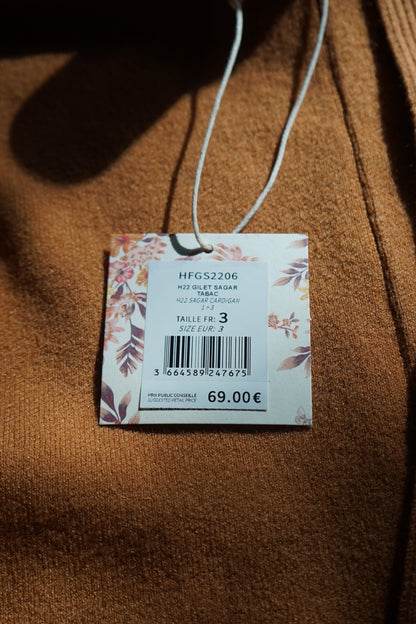 HFGS2206
H22 GILET SAGAR
TABAC
H22 SAGAR CARDIGAN
1->3
TAILLE FR: 3
SIZE EUR: 3
3 664589 247675
PRIX PUBLIC CONSEILLE
SUGGESTED RETAIL PRICE
69.00€